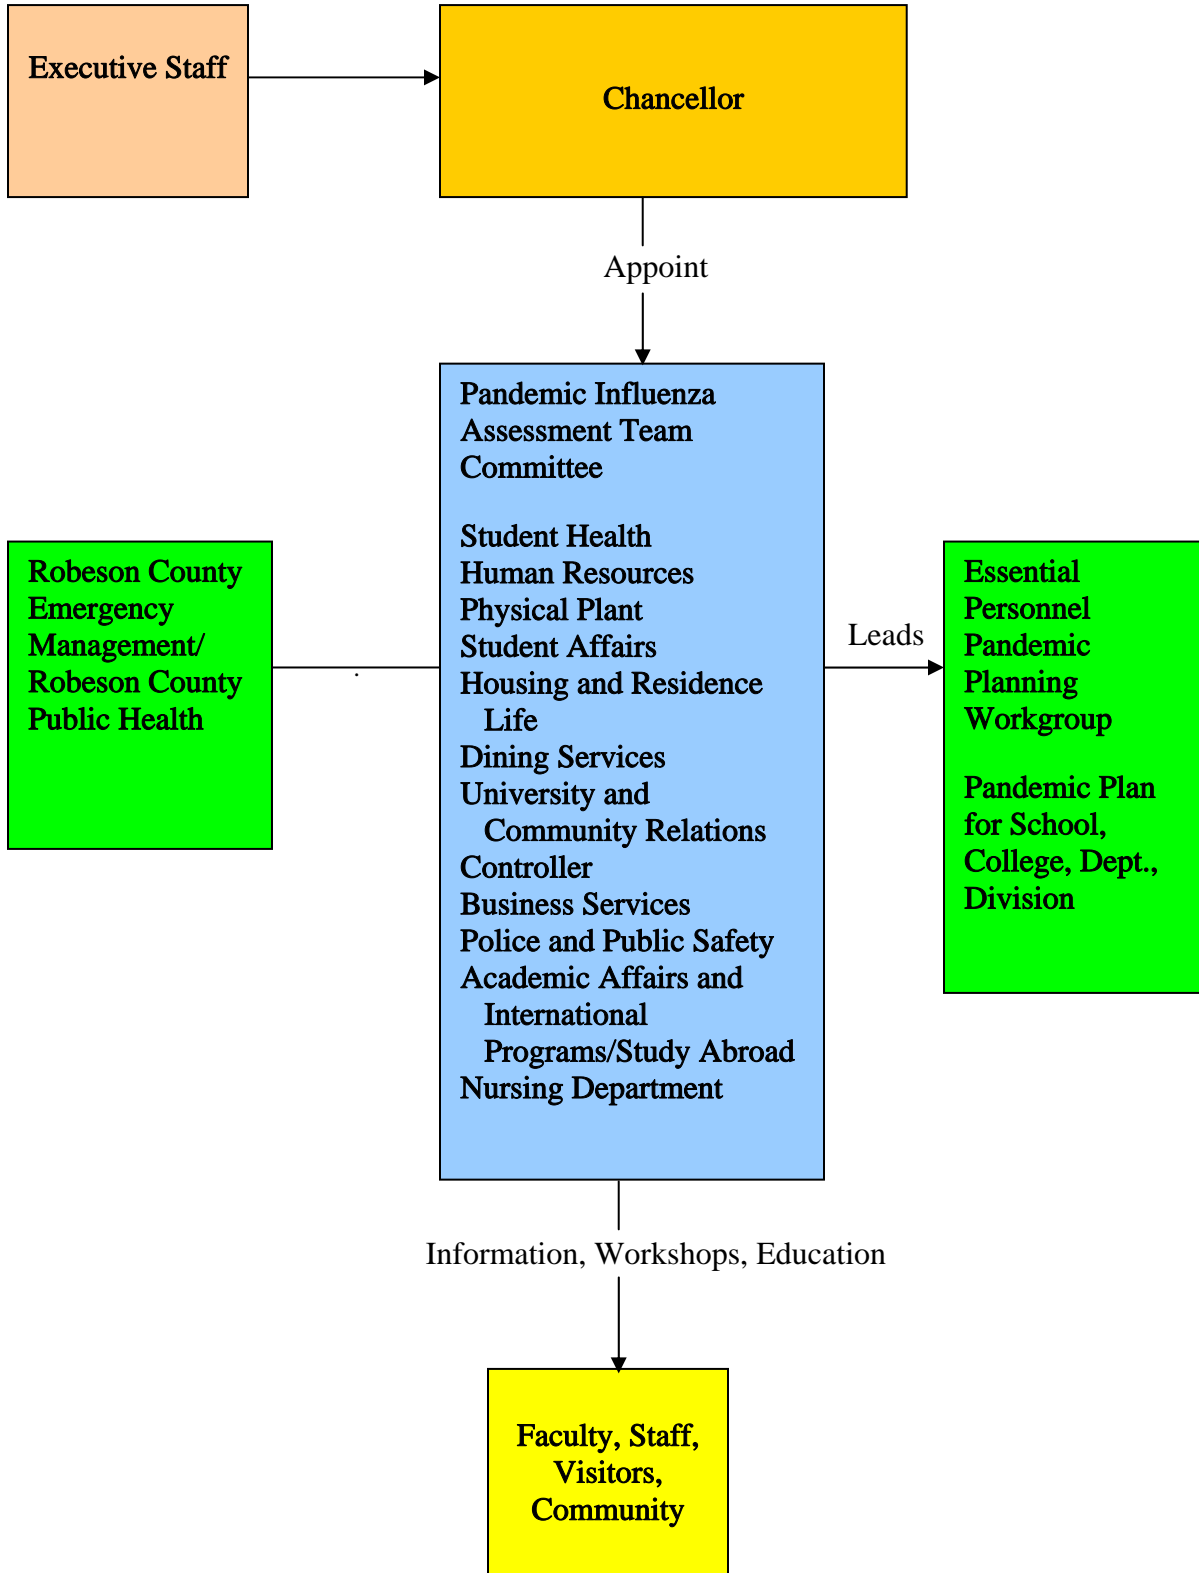 Executive Staff
Chancellor
Appoint
Pandemic Influenza
Assessment Team
Committee
Student Health
Human Resources
Physical Plant
Student Affairs
Housing and Residence
Life
Dining Services
University and
Community Relations
Controller
Business Services
Police and Public Safety
Academic Affairs and
International
Programs/Study Abroad
Nursing Department
Robeson County
Emergency
Management/
Robeson County
Public Health
.
Leads
Essential
Personnel
Pandemic
Planning
Workgroup
Pandemic Plan
for School,
College, Dept.,
Division
Information, Workshops, Education
Faculty, Staff,
Visitors,
Community